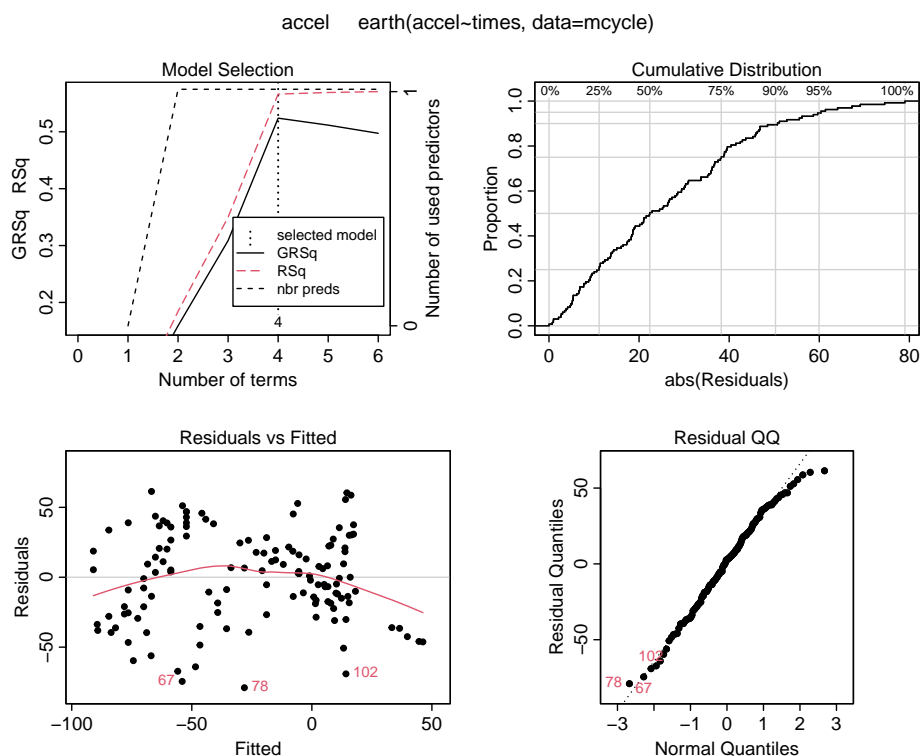 accel earth(accel~times, data=mcycle)
Model Selection
GRSq RSq
0.2 0.3 0.4 0.5
selected model
GRSq
RSq
nbr preds
4
0 1
Number of used predictors
0 1 2 3 4 5 6
Number of terms
Cumulative Distribution
0% 25% 50% 75% 90% 95% 100%
Proportion
0.0 0.2 0.4 0.6 0.8 1.0
0 20 40 60 80
abs(Residuals)
Residuals vs Fitted
Residuals
−50 0 50
67 78 102
−100 −50 0 50
Fitted
Residual QQ
Residual Quantiles
−50 0 50
102
78 67
−3 −2 −1 0 1 2 3
Normal Quantiles